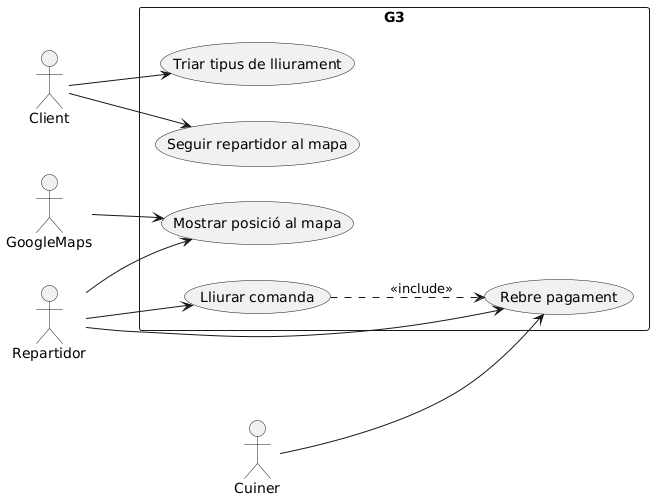 G3
Triar tipus de lliurament
Client
Seguir repartidor al mapa
GoogleMaps
Mostrar posició al mapa
Lliurar comanda
«include»
Rebre pagament
Repartidor
Cuiner